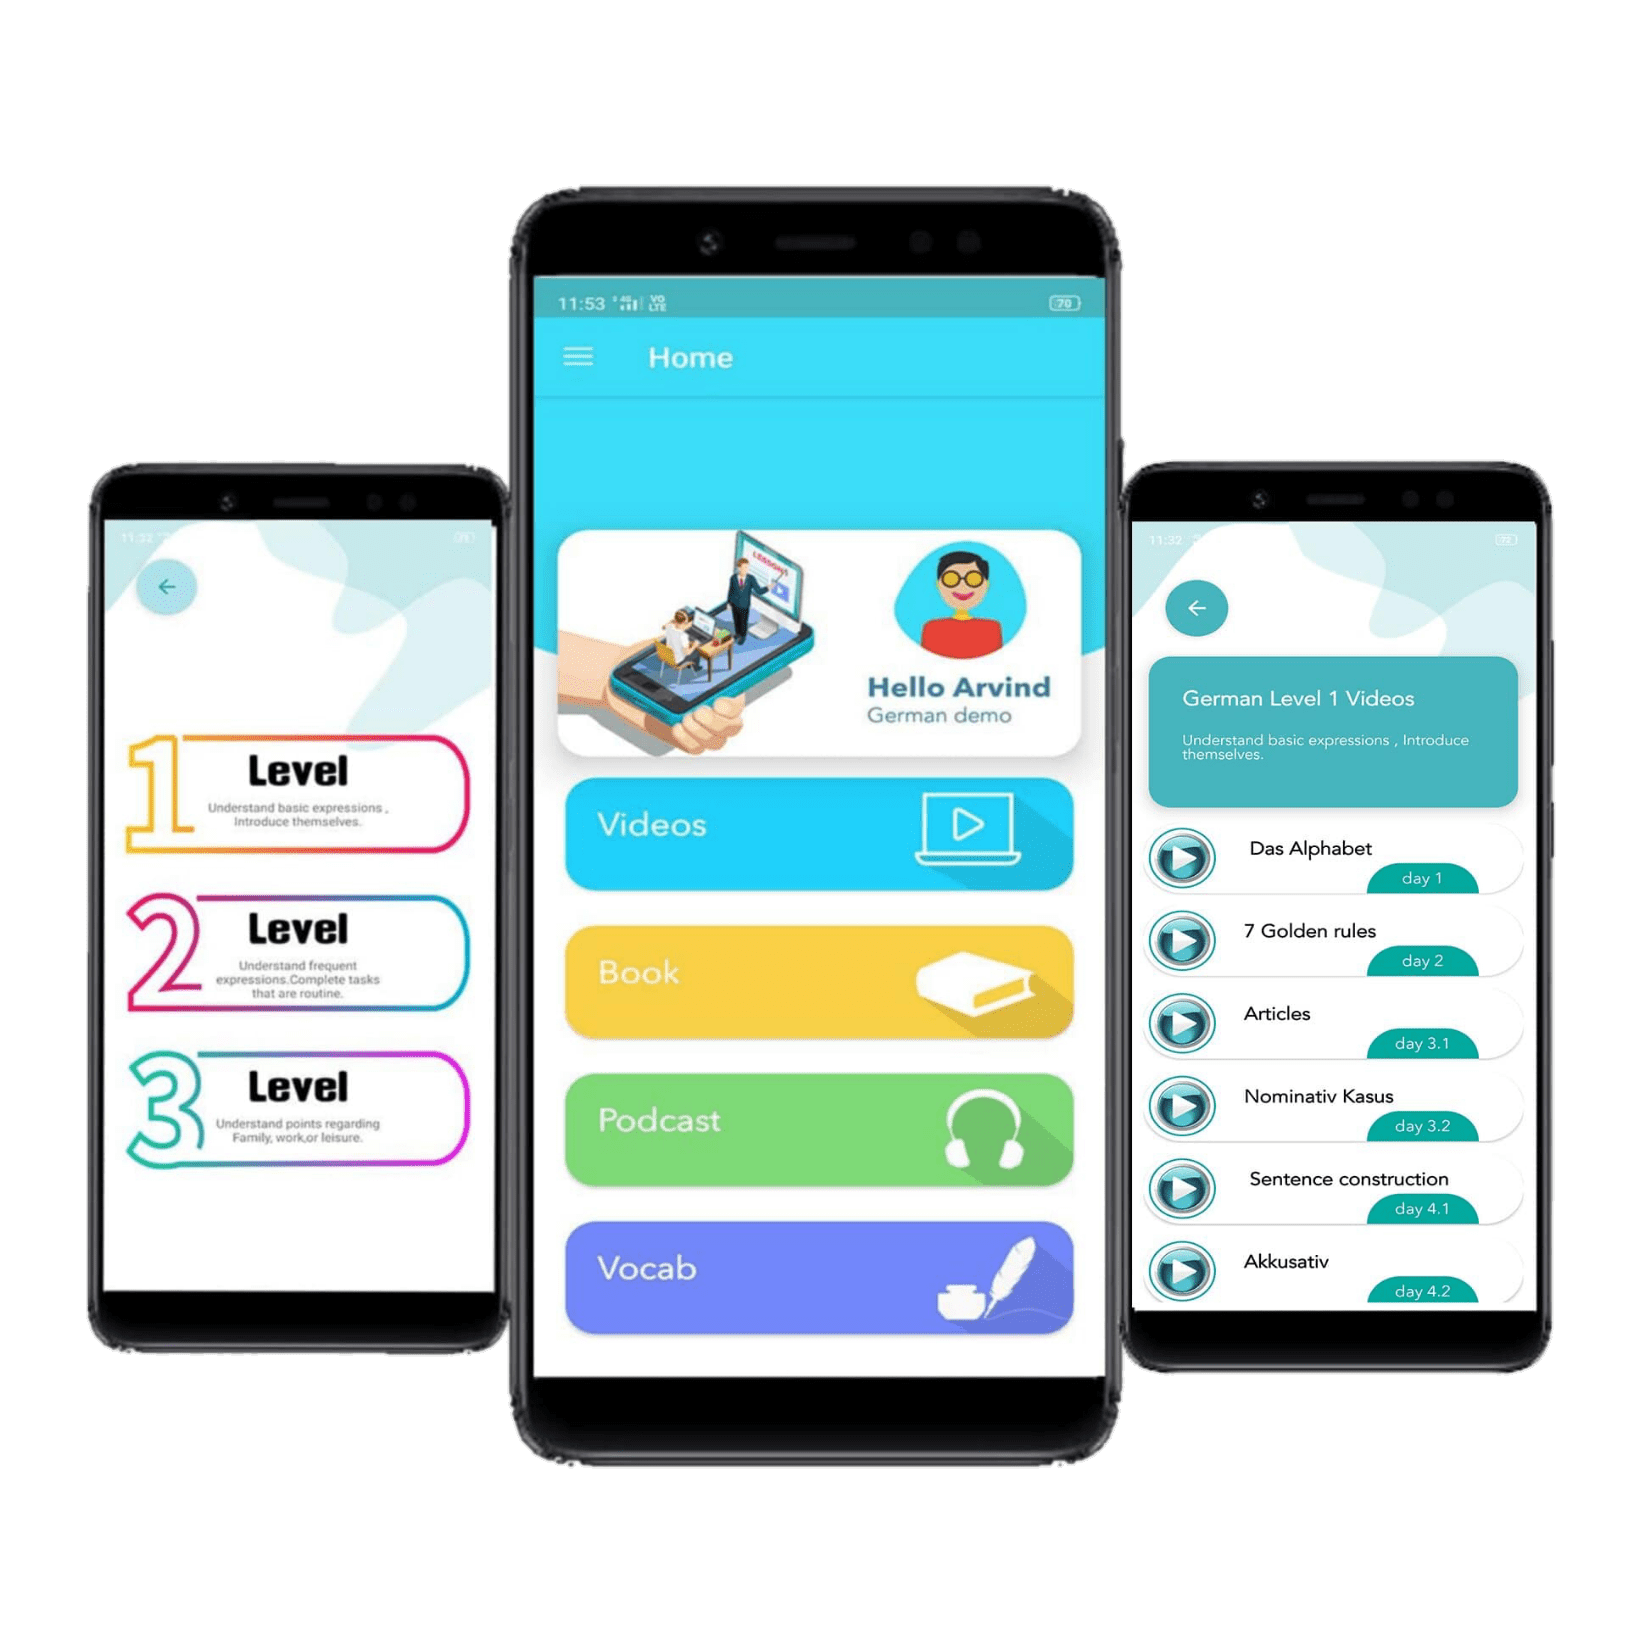 11:32
Level
Understand basic expressions ,
Introduce themselves.
Level
Understand frequent
expressions.Complete tasks
that are routine.
Level
Understand points regarding
Family, work,or leisure.
1
2
3
11:53 4G VO LTE 70
Home
LESSONS
Hello Arvind
German demo
Videos
Book
Podcast
Vocab
11:32 72
German Level 1 Videos
Understand basic expressions , Introduce
themselves.
Das Alphabet
day 1
7 Golden rules
day 2
Articles
day 3.1
Nominativ Kasus
day 3.2
Sentence construction
day 4.1
Akkusativ
day 4.2